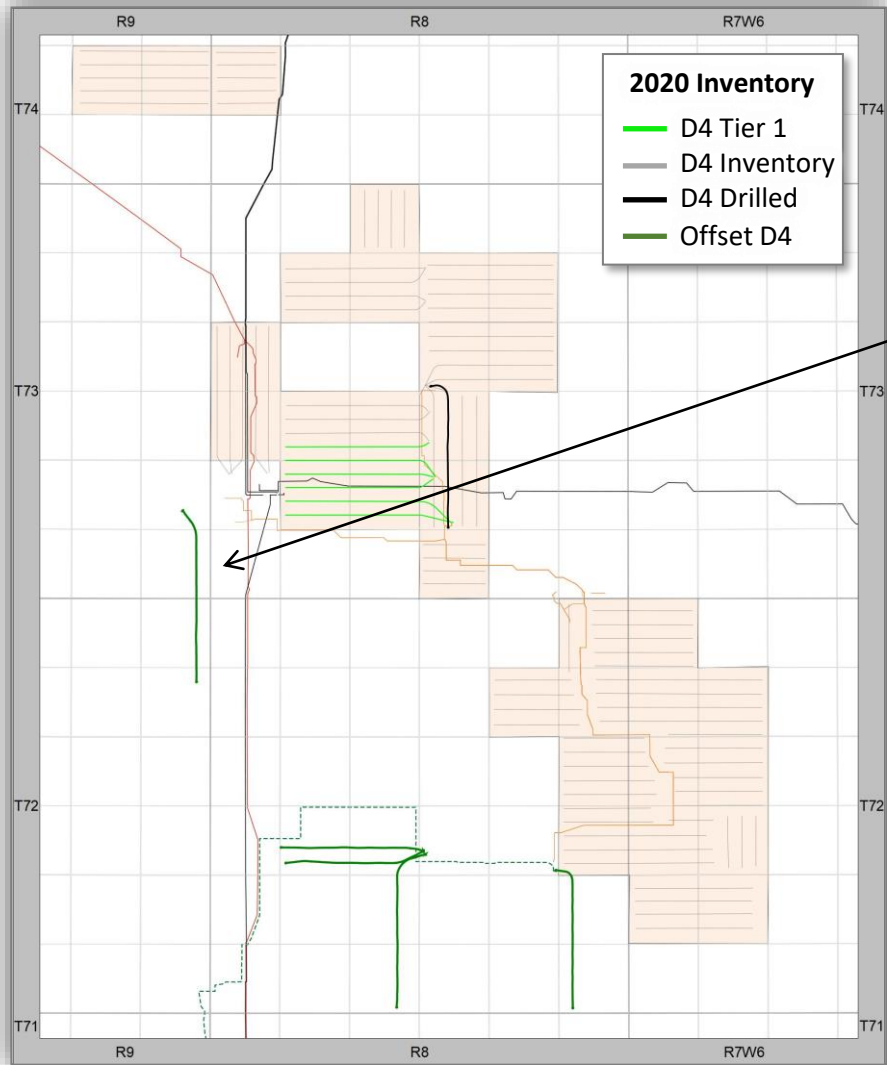 R9 R8 R7W6
2020 Inventory
D4 Tier 1
D4 Inventory
D4 Drilled
Offset D4
T74 T74
T73 T73
T72 T72
T71 T71
R9 R8 R7W6